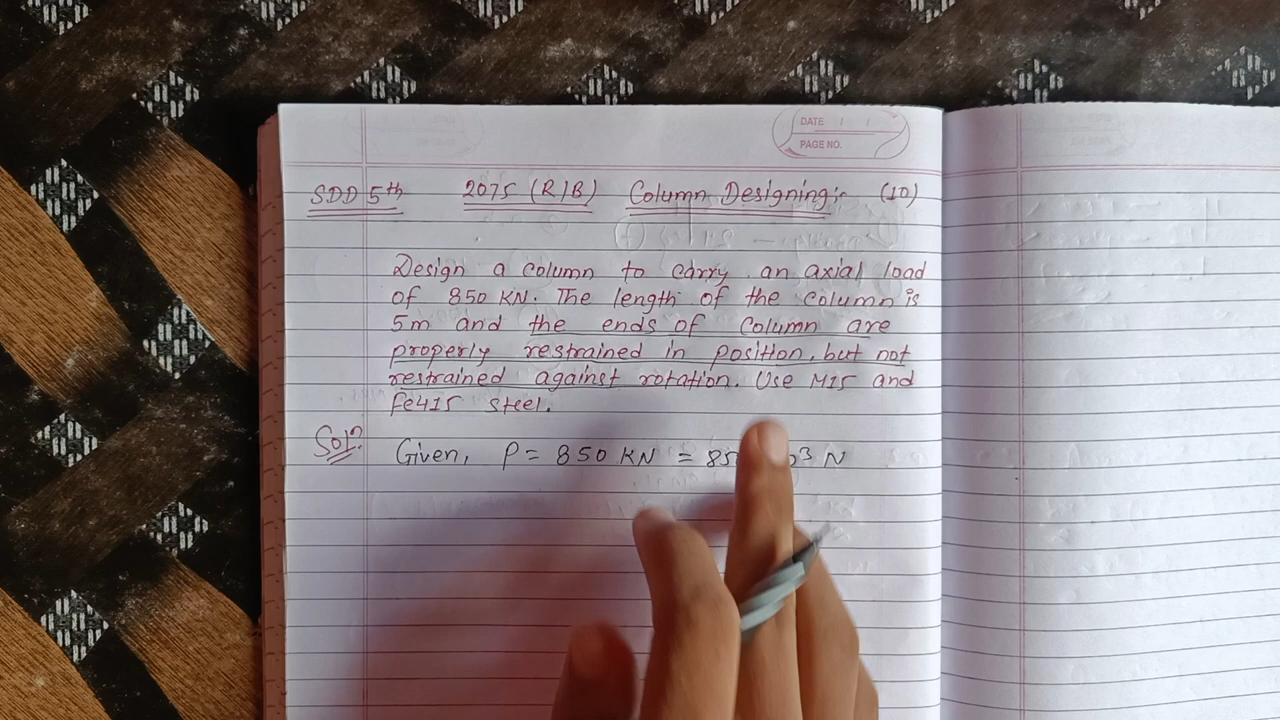 DATE / /
PAGE NO.
SDD 5th 2075 (R/B) Column Designing:- (10)
Design a column to carry an axial load
of 850 KN. The length of the column is
5m and the ends of column are
properly restrained in position, but not
restrained against rotation. Use M15 and
fe415 steel.
Soln Given, P = 850 KN = 85 3 N